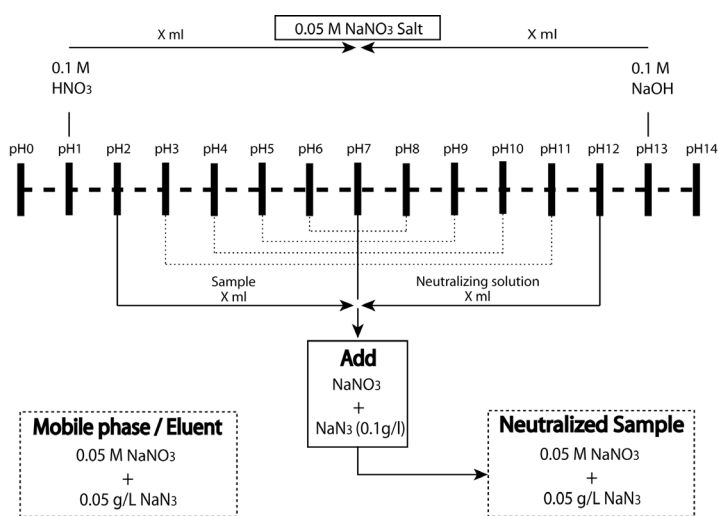 0.05 M NaNO3 Salt
X ml
X ml
0.1 M
HNO3
0.1 M
NaOH
pH0 pH1 pH2 pH3 pH4 pH5 pH6 pH7 pH8 pH9 pH10 pH11 pH12 pH13 pH14
Sample
X ml
Neutralizing solution
X ml
Add
NaNO3
+
NaN3 (0.1g/l)
Mobile phase / Eluent
0.05 M NaNO3
+
0.05 g/L NaN3
Neutralized Sample
0.05 M NaNO3
+
0.05 g/L NaN3